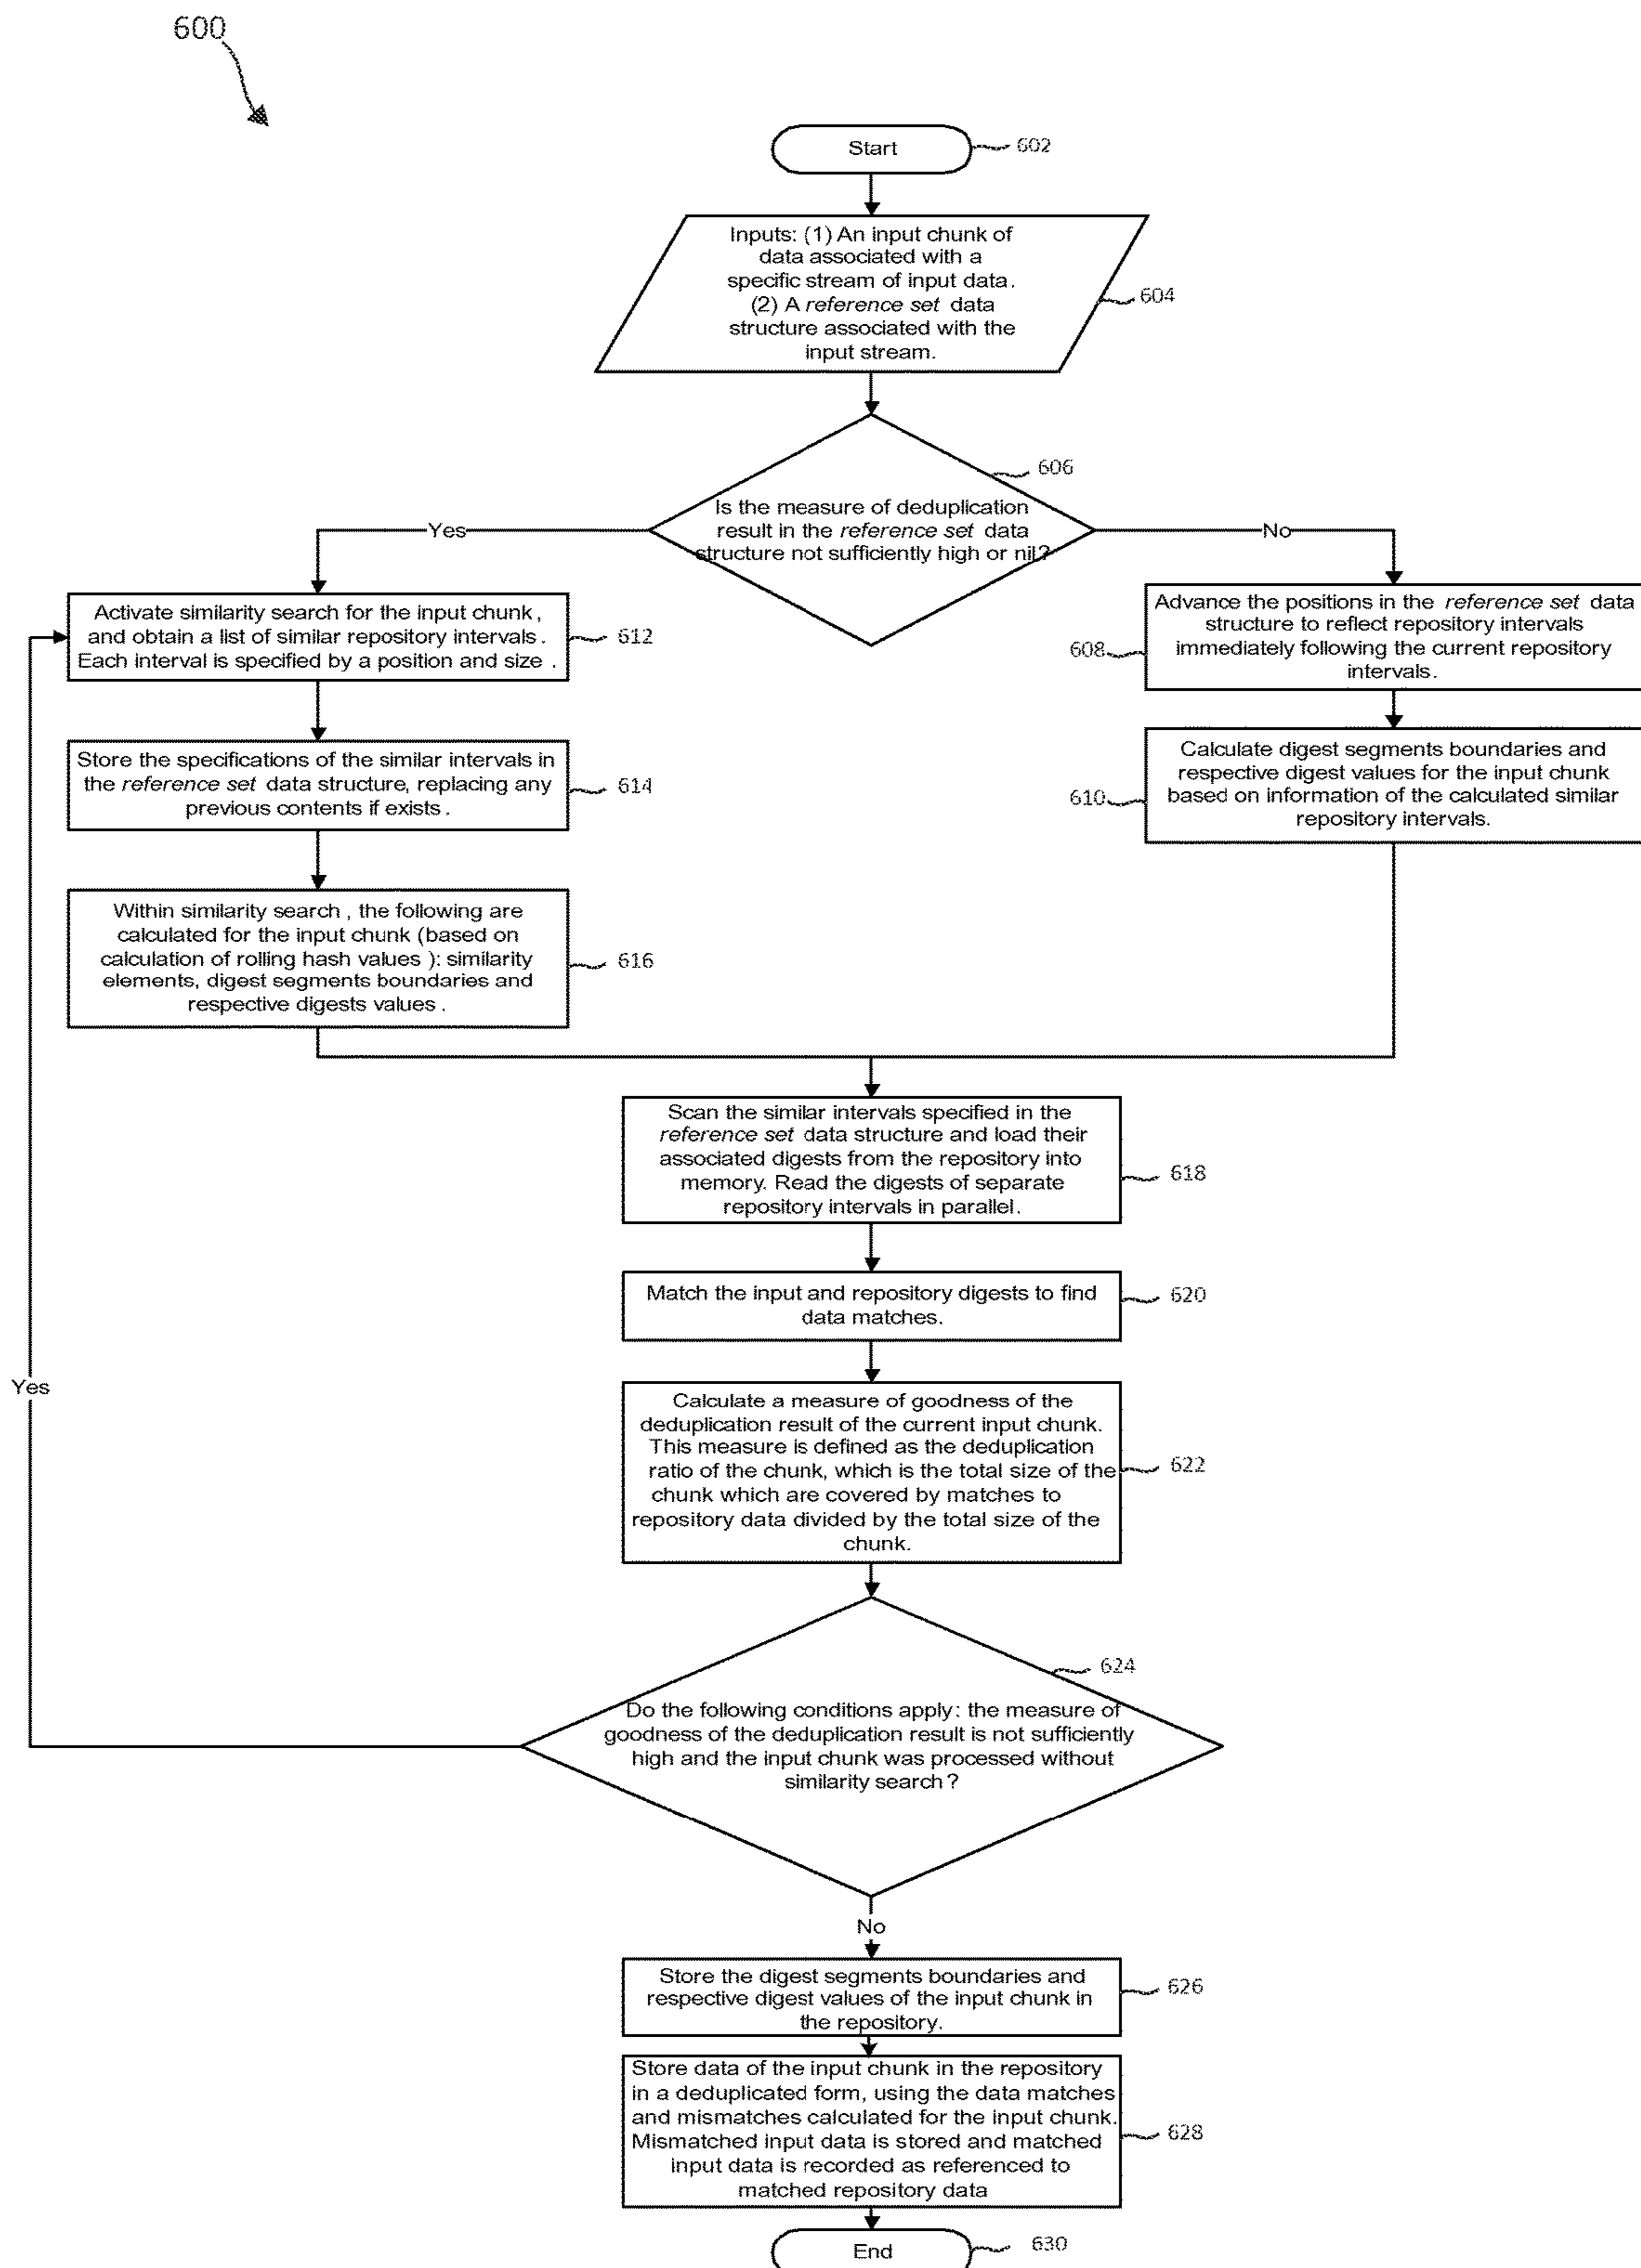 600
Start
602
Inputs: (1) An input chunk of
data associated with a
specific stream of input data.
(2) A reference set data
structure associated with the
input stream.
604
606
Is the measure of deduplication
result in the reference set data
structure not sufficiently high or nil?
Yes
No
Activate similarity search for the input chunk,
and obtain a list of similar repository intervals.
Each interval is specified by a position and size.
612
Advance the positions in the reference set data
structure to reflect repository intervals
immediately following the current repository
intervals.
608
Store the specifications of the similar intervals in
the reference set data structure, replacing any
previous contents if exists.
614
Calculate digest segments boundaries and
respective digest values for the input chunk
based on information of the calculated similar
repository intervals.
610
Within similarity search, the following are
calculated for the input chunk (based on
calculation of rolling hash values): similarity
elements, digest segments boundaries and
respective digests values.
616
Scan the similar intervals specified in the
reference set data structure and load their
associated digests from the repository into
memory. Read the digests of separate
repository intervals in parallel.
618
Match the input and repository digests to find
data matches.
620
Yes
Calculate a measure of goodness of the
deduplication result of the current input chunk.
This measure is defined as the deduplication
ratio of the chunk, which is the total size of the
chunk which are covered by matches to
repository data divided by the total size of the
chunk.
622
624
Do the following conditions apply: the measure of
goodness of the deduplication result is not sufficiently
high and the input chunk was processed without
similarity search?
No
Store the digest segments boundaries and
respective digest values of the input chunk in
the repository.
626
Store data of the input chunk in the repository
in a deduplicated form, using the data matches
and mismatches calculated for the input chunk.
Mismatched input data is stored and matched
input data is recorded as referenced to
matched repository data
628
End
630